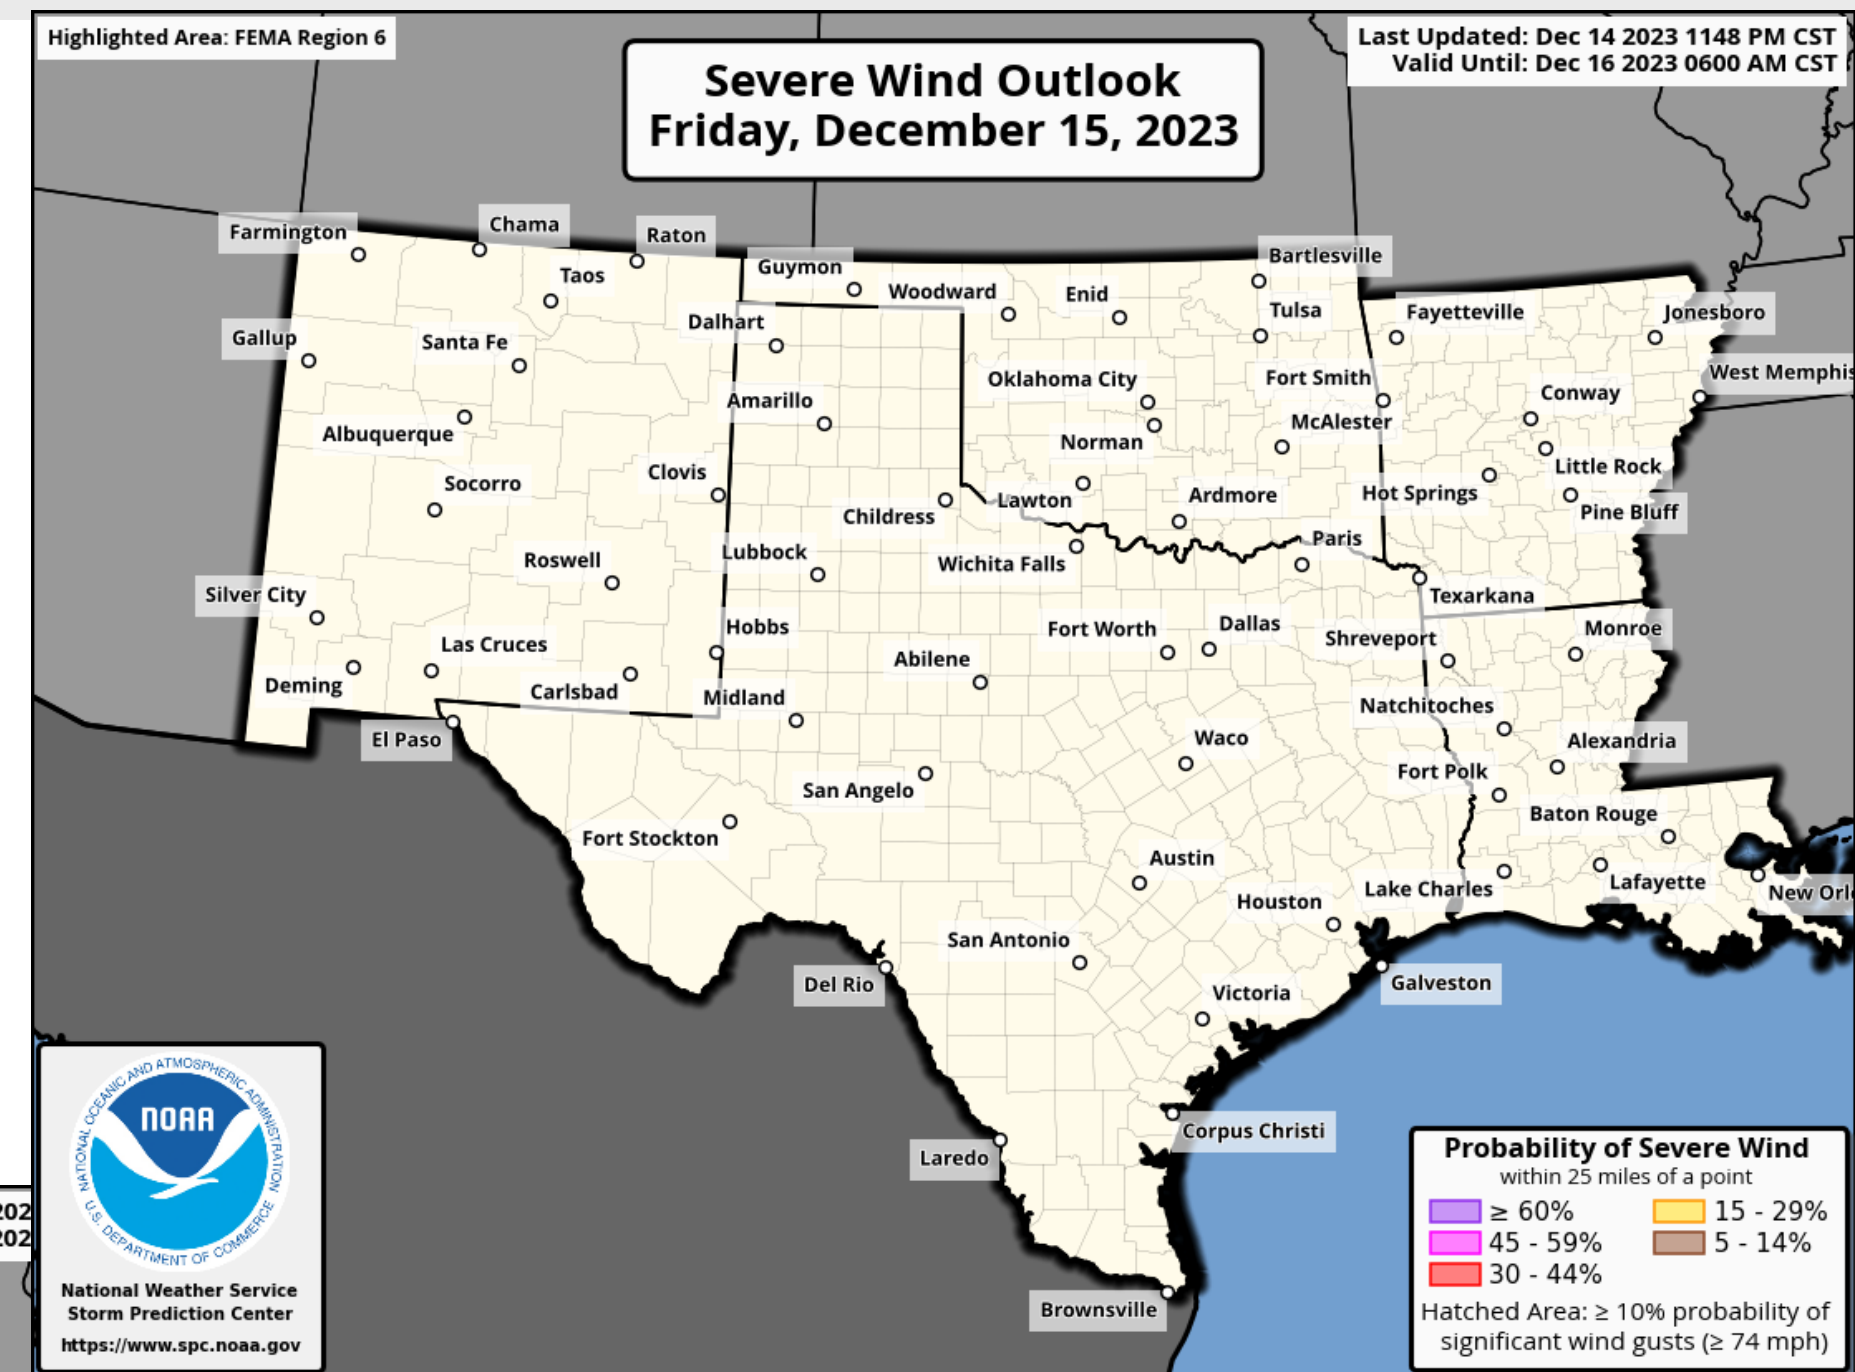 Highlighted Area: FEMA Region 6
Severe Wind Outlook
Friday, December 15, 2023
Last Updated: Dec 14 2023 1148 PM CST
Valid Until: Dec 16 2023 0600 AM CST
Farmington
Chama
Raton
Taos
Guymon
Woodward
Enid
Bartlesville
Tulsa
Fayetteville
Jonesboro
Gallup
Santa Fe
Dalhart
Oklahoma City
Fort Smith
West Memphis
Conway
Amarillo
Albuquerque
Norman
McAlester
Little Rock
Clovis
Socorro
Childress
Lawton
Ardmore
Hot Springs
Pine Bluff
Roswell
Lubbock
Wichita Falls
Paris
Silver City
Texarkana
Las Cruces
Hobbs
Fort Worth
Dallas
Shreveport
Monroe
Abilene
Deming
Carlsbad
Midland
Natchitoches
El Paso
Waco
Alexandria
San Angelo
Fort Polk
Baton Rouge
Fort Stockton
Austin
Lake Charles
Lafayette
New Orl
Houston
San Antonio
Del Rio
Galveston
Victoria
Corpus Christi
Laredo
Brownsville
202
202
NATIONAL OCEANIC AND ATMOSPHERIC ADMINISTRATION
NOAA
U.S. DEPARTMENT OF COMMERCE
National Weather Service
Storm Prediction Center
https://www.spc.noaa.gov
Probability of Severe Wind
within 25 miles of a point
≥ 60%
15 - 29%
45 - 59%
5 - 14%
30 - 44%
Hatched Area: ≥ 10% probability of
significant wind gusts (≥ 74 mph)